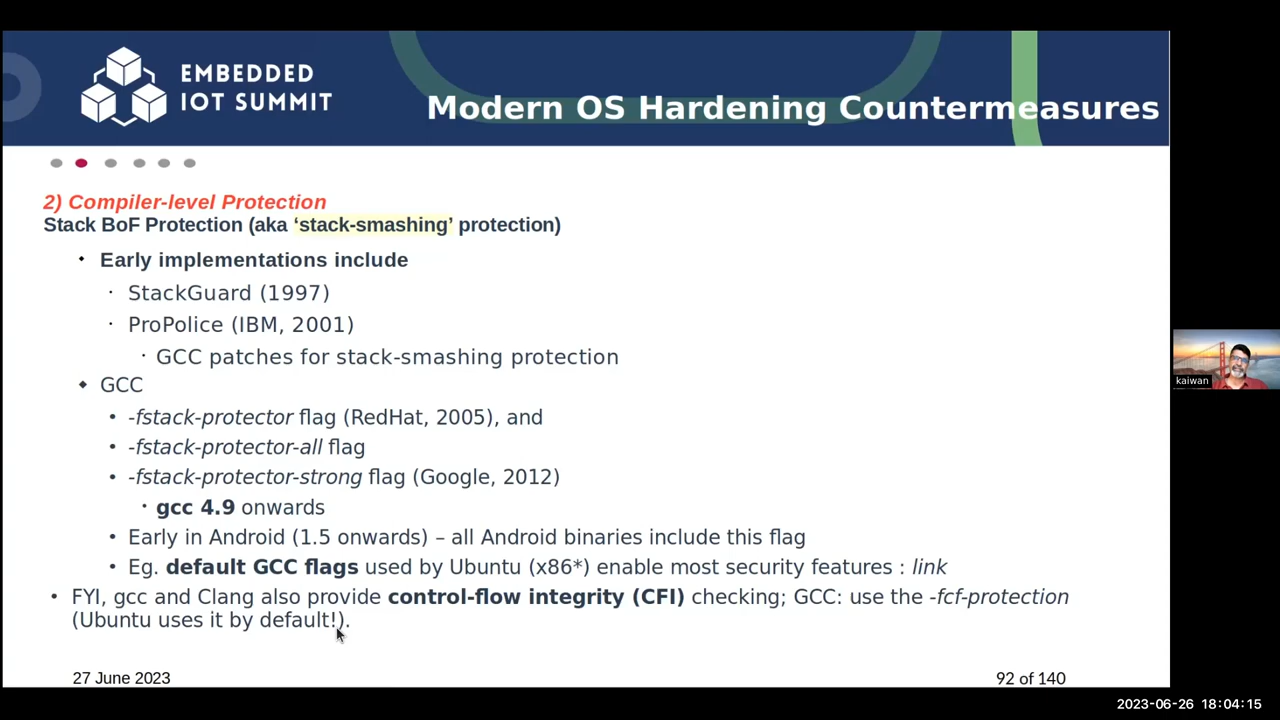 EMBEDDED
IOT SUMMIT
Modern OS Hardening Countermeasures
2) Compiler-level Protection
Stack BoF Protection (aka ‘stack-smashing’ protection)
Early implementations include
StackGuard (1997)
ProPolice (IBM, 2001)
GCC patches for stack-smashing protection
GCC
-fstack-protector flag (RedHat, 2005), and
-fstack-protector-all flag
-fstack-protector-strong flag (Google, 2012)
gcc 4.9 onwards
Early in Android (1.5 onwards) – all Android binaries include this flag
Eg. default GCC flags used by Ubuntu (x86*) enable most security features : link
FYI, gcc and Clang also provide control-flow integrity (CFI) checking; GCC: use the -fcf-protection
(Ubuntu uses it by default!).
kaiwan
27 June 2023
92 of 140
2023-06-26 18:04:15